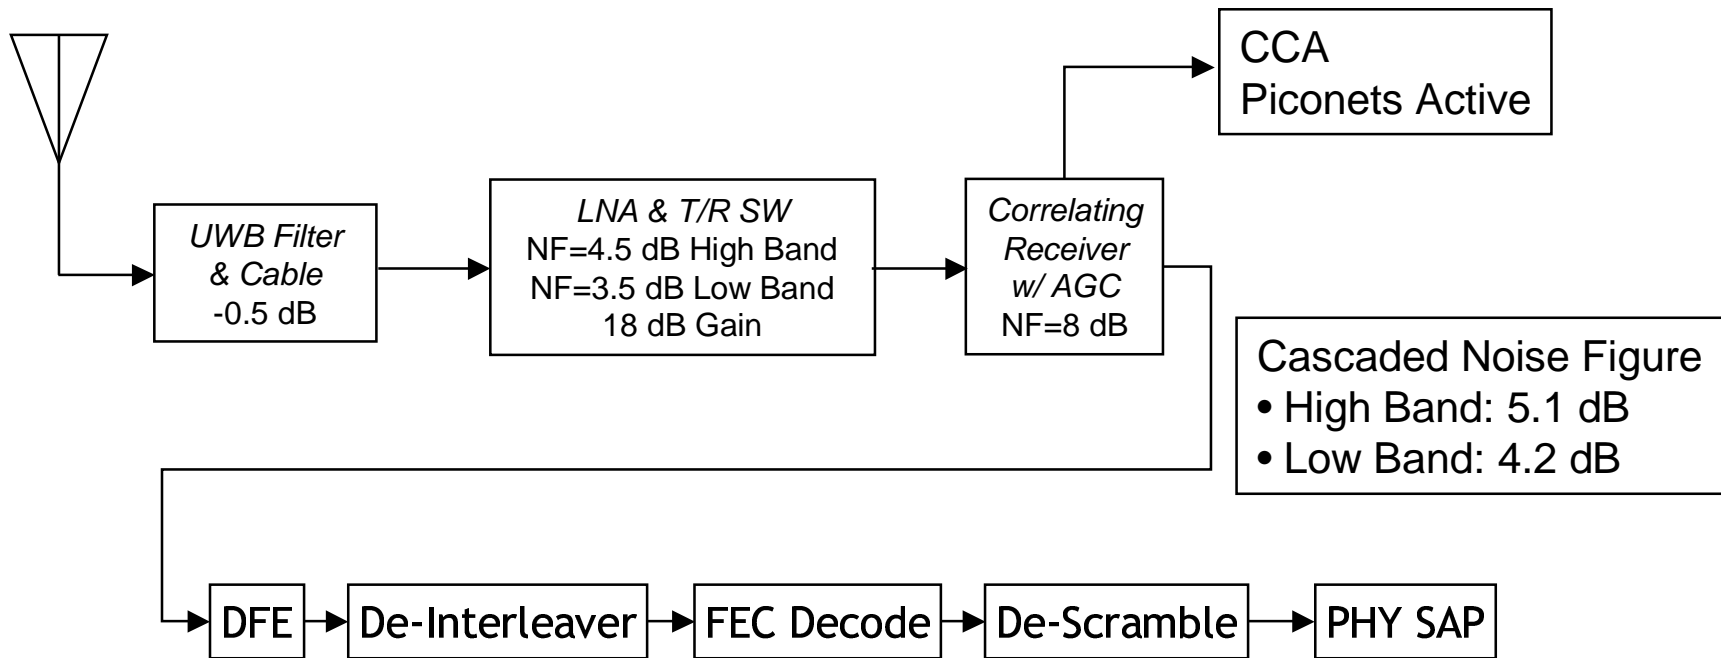 CCA
Piconets Active
UWB Filter
& Cable
-0.5 dB
LNA & T/R SW
NF=4.5 dB High Band
NF=3.5 dB Low Band
18 dB Gain
Correlating
Receiver
w/ AGC
NF=8 dB
Cascaded Noise Figure
• High Band: 5.1 dB
• Low Band: 4.2 dB
DFE
De-Interleaver
FEC Decode
De-Scramble
PHY SAP